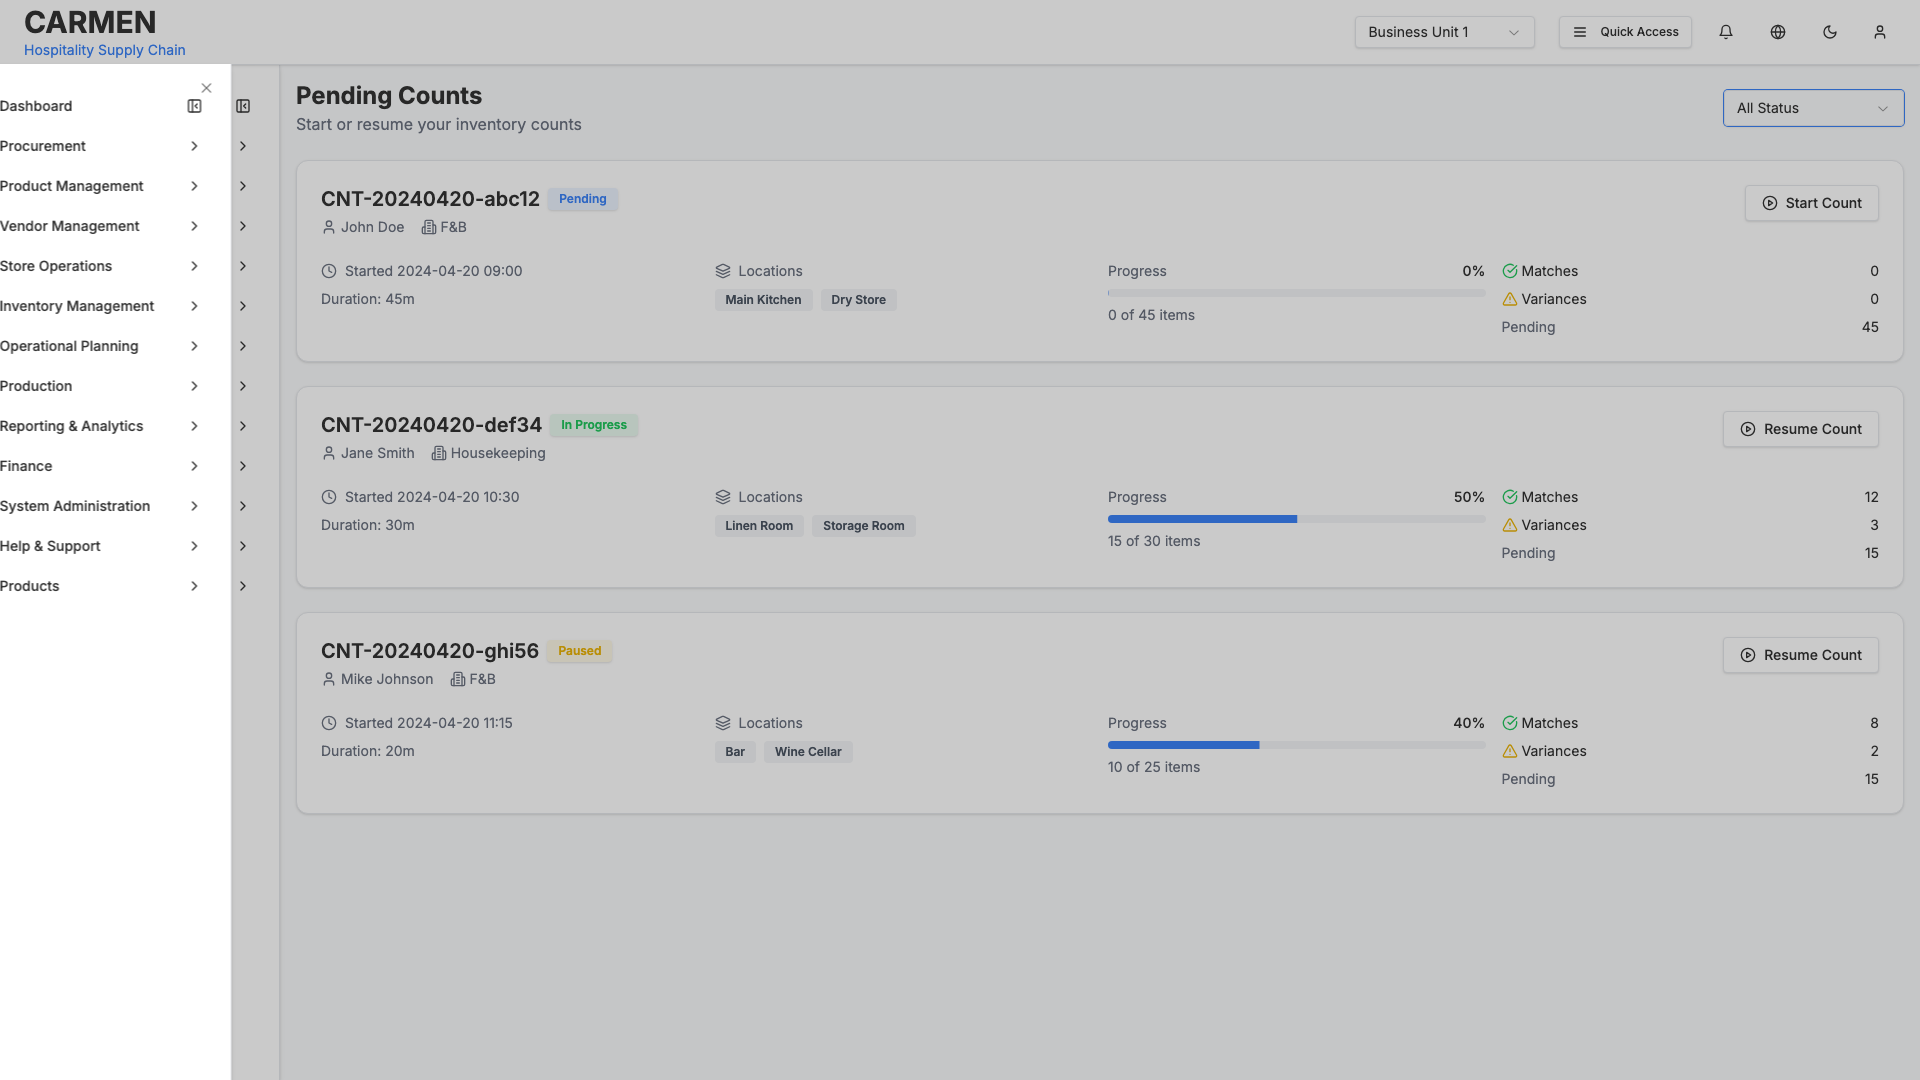 CARMEN
Hospitality Supply Chain
Business Unit 1
Quick Access
Dashboard
Procurement
Product Management
Vendor Management
Store Operations
Inventory Management
Operational Planning
Production
Reporting & Analytics
Finance
System Administration
Help & Support
Products
Pending Counts
Start or resume your inventory counts
All Status
CNT-20240420-abc12 Pending
John Doe F&B
Start Count
Started 2024-04-20 09:00
Duration: 45m
Locations
Main Kitchen Dry Store
Progress 0%
0 of 45 items
Matches 0
Variances 0
Pending 45
CNT-20240420-def34 In Progress
Jane Smith Housekeeping
Resume Count
Started 2024-04-20 10:30
Duration: 30m
Locations
Linen Room Storage Room
Progress 50%
15 of 30 items
Matches 12
Variances 3
Pending 15
CNT-20240420-ghi56 Paused
Mike Johnson F&B
Resume Count
Started 2024-04-20 11:15
Duration: 20m
Locations
Bar Wine Cellar
Progress 40%
10 of 25 items
Matches 8
Variances 2
Pending 15